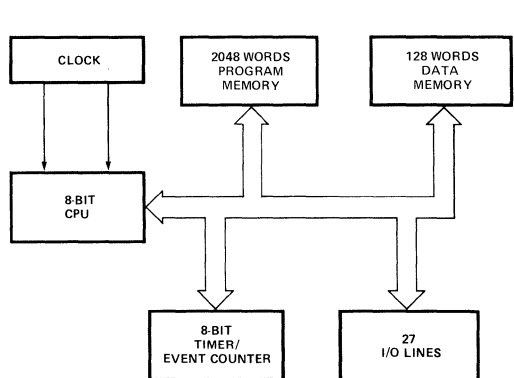 CLOCK
2048 WORDS
PROGRAM
MEMORY
128 WORDS
DATA
MEMORY
8-BIT
CPU
8-BIT
TIMER/
EVENT COUNTER
27
I/O LINES